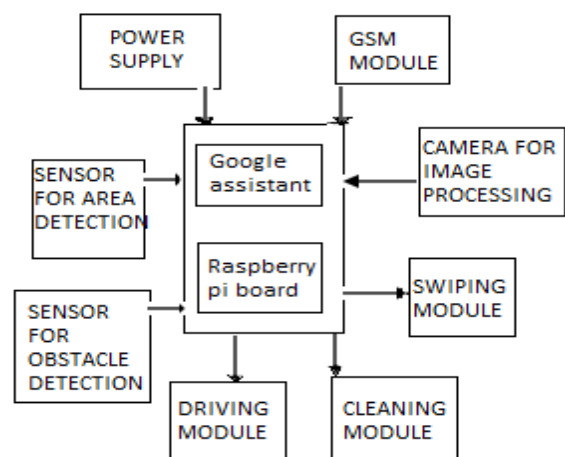 POWER
SUPPLY
GSM
MODULE
Google
assistant
CAMERA FOR
IMAGE
PROCESSING
SENSOR
FOR AREA
DETECTION
Raspberry
pi board
SWIPING
MODULE
SENSOR
FOR
OBSTACLE
DETECTION
DRIVING
MODULE
CLEANING
MODULE